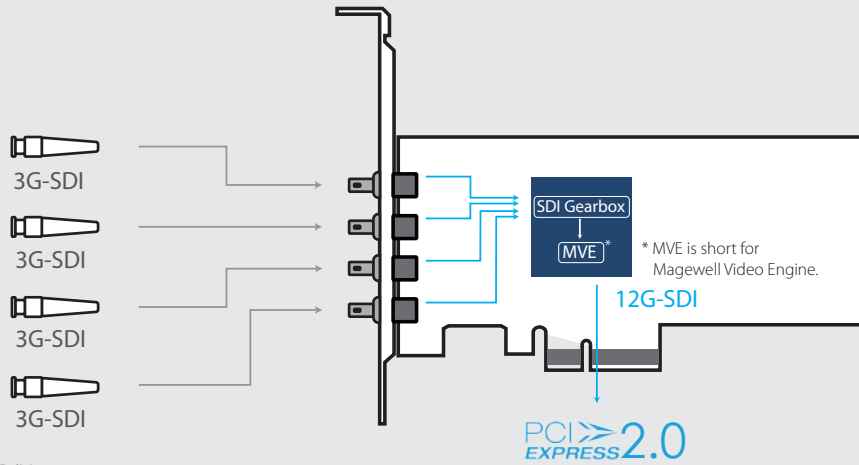 3G-SDI
3G-SDI
3G-SDI
3G-SDI
SDI Gearbox
MVE*
* MVE is short for
Magewell Video Engine.
12G-SDI
PCI
EXPRESS 2.0